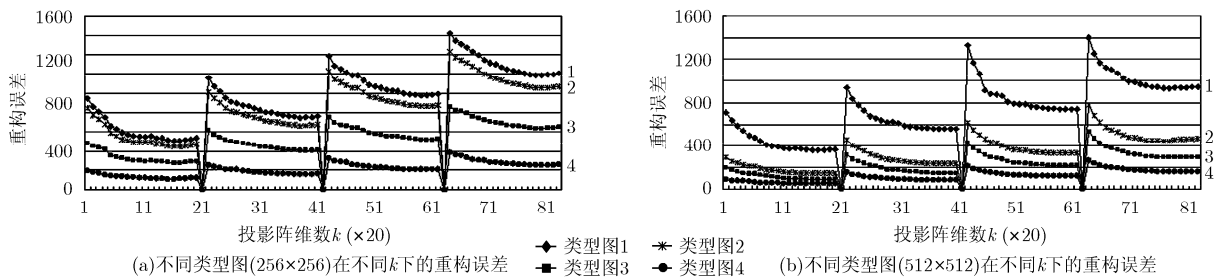 1600
1200
800
400
0
重构误差
1
2
3
4
1 11 21 31 41 51 61 71 81
投影阵维数k (×20)
(a)不同类型图(256×256)在不同k下的重构误差
1600
1200
800
400
0
重构误差
1
2
3
4
1 11 21 31 41 51 61 71 81
投影阵维数k (×20)
(b)不同类型图(512×512)在不同k下的重构误差
类型图1 类型图2
类型图3 类型图4